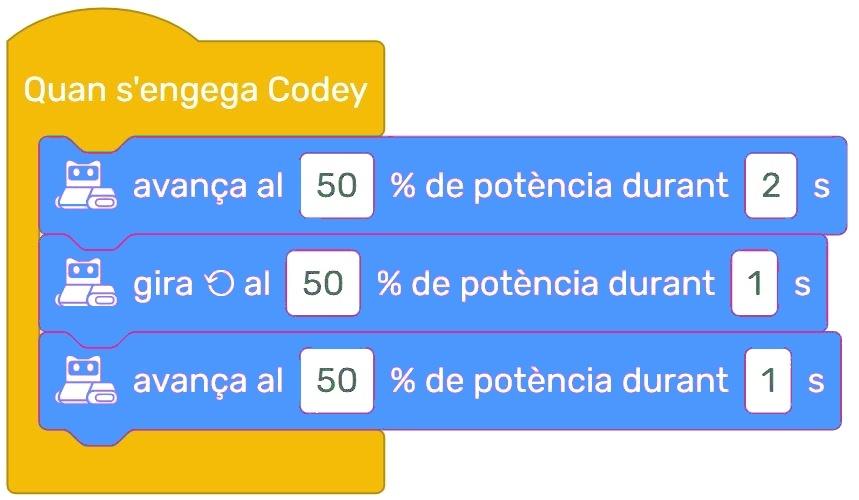 Quan s'engega Codey
avança al 50 % de potència durant 2 s
gira al 50 % de potència durant 1 s
avança al 50 % de potència durant 1 s